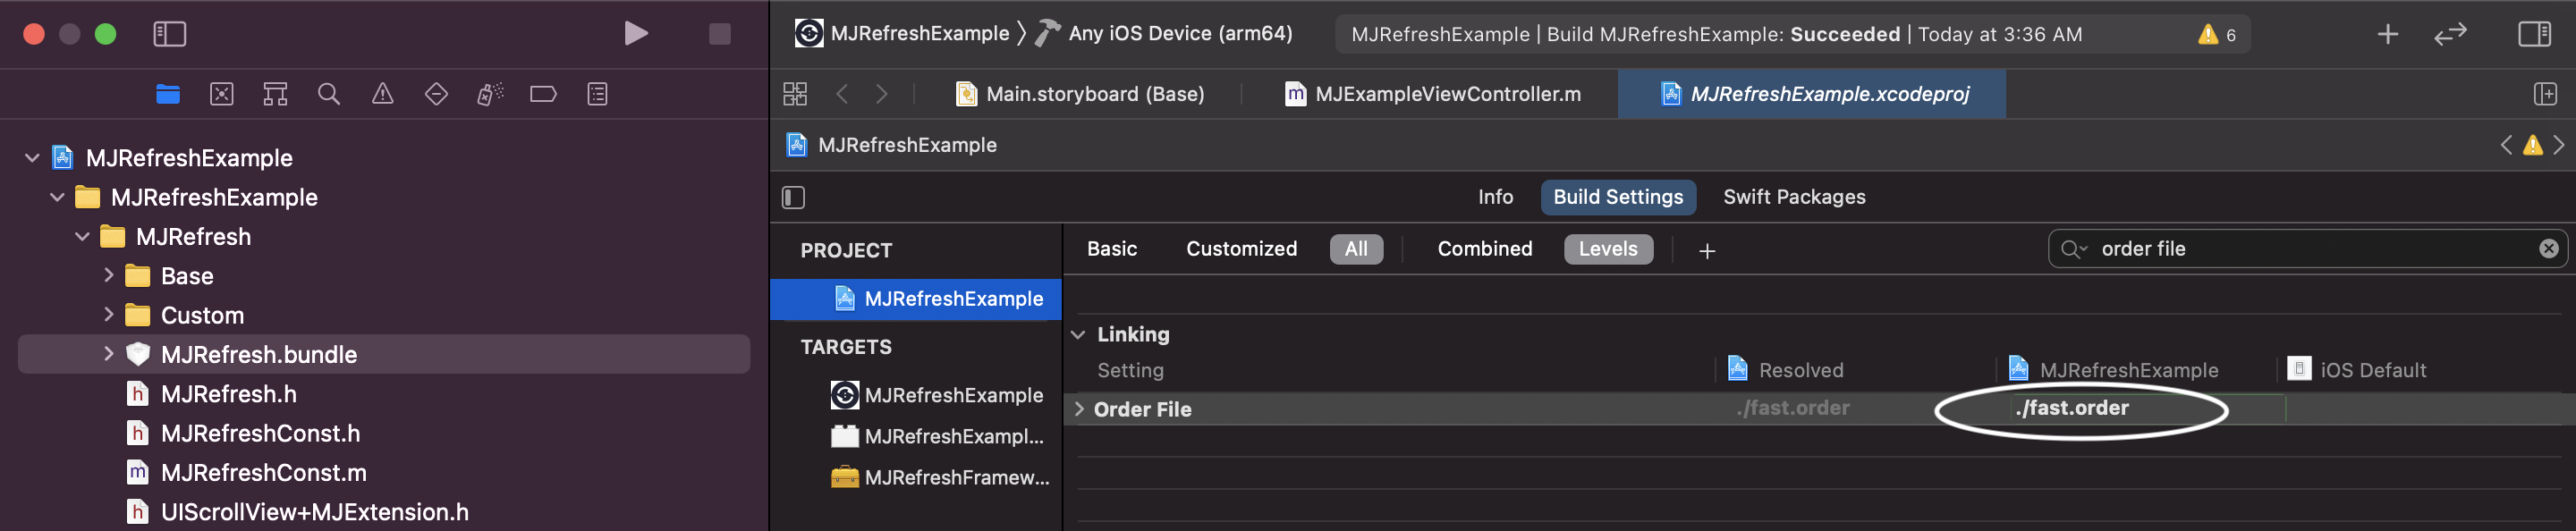 MJRefreshExample
Any iOS Device (arm64)
MJRefreshExample | Build MJRefreshExample: Succeeded | Today at 3:36 AM
6
Main.storyboard (Base)
m MJExampleViewController.m
MJRefreshExample.xcodeproj
MJRefreshExample
Info
Build Settings
Swift Packages
MJRefreshExample
MJRefreshExample
MJRefresh
Base
Custom
MJRefresh.bundle
h MJRefresh.h
h MJRefreshConst.h
m MJRefreshConst.m
h UIScrollView+MJExtension.h
PROJECT
MJRefreshExample
TARGETS
MJRefreshExample
MJRefreshExampl...
MJRefreshFramew...
Basic
Customized
All
Combined
Levels
order file
Linking
Setting
Resolved
MJRefreshExample
iOS Default
Order File
./fast.order
./fast.order